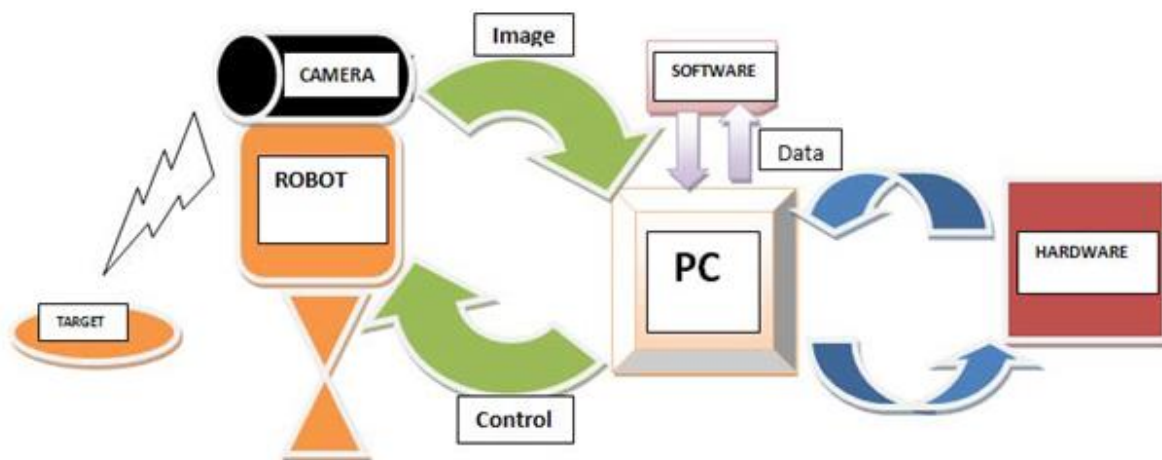 Image
CAMERA
SOFTWARE
Data
ROBOT
PC
HARDWARE
TARGET
Control